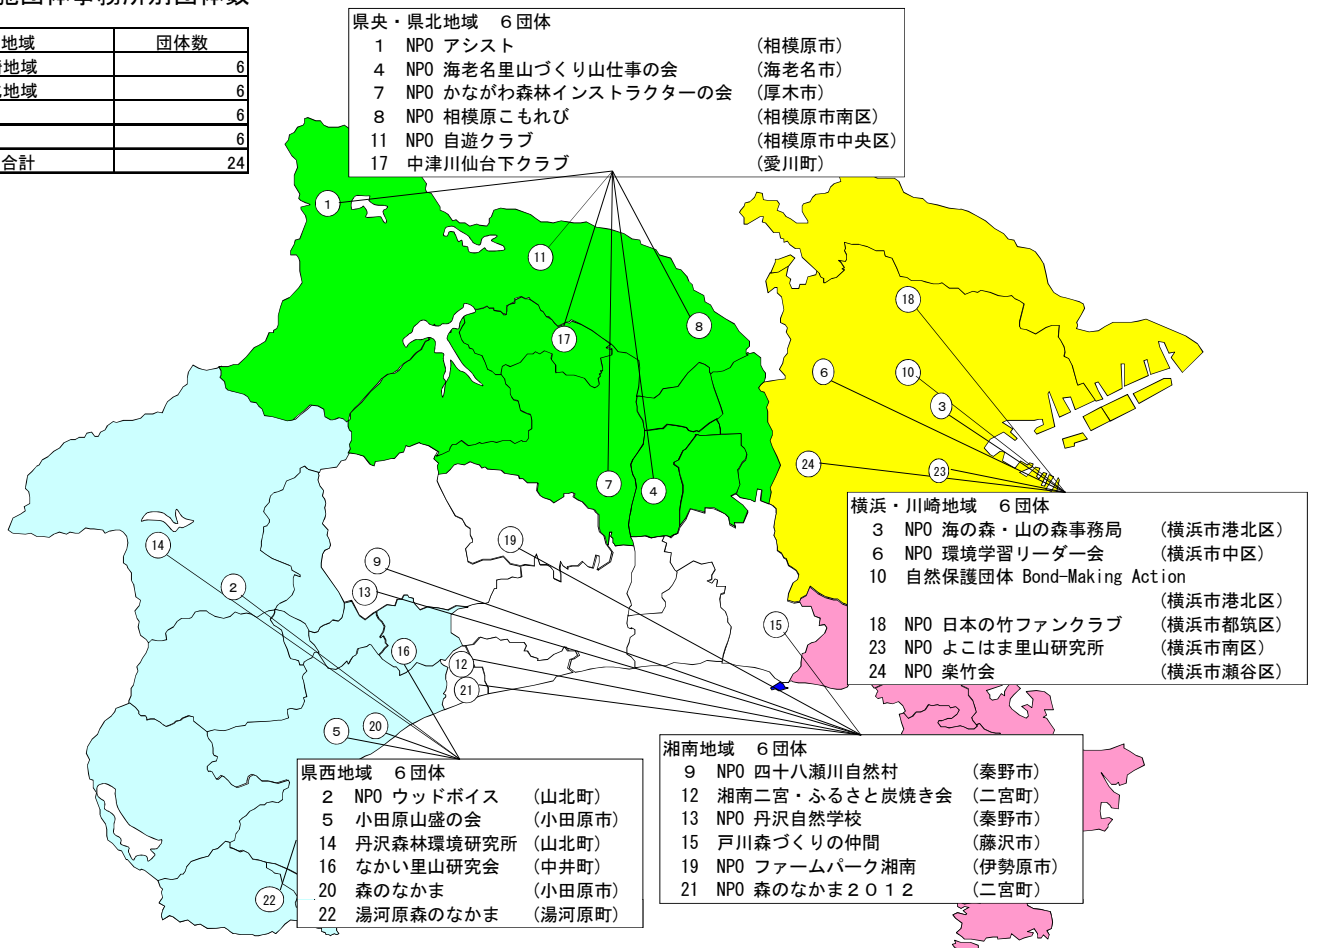 施団体事務所別団体数
地域 団体数
崎地域 6
北地域 6
6
6
合計 24
県央・県北地域 6団体
1 NPO アシスト (相模原市)
4 NPO 海老名里山づくり山仕事の会 (海老名市)
7 NPO かながわ森林インストラクターの会 (厚木市)
8 NPO 相模原こもれび (相模原市南区)
11 NPO 自遊クラブ (相模原市中央区)
17 中津川仙台下クラブ (愛川町)
1
11
18
8
17
6
10
3
24
23
7
4
横浜・川崎地域 6団体
3 NPO 海の森・山の森事務局 (横浜市港北区)
6 NPO 環境学習リーダー会 (横浜市中区)
10 自然保護団体 Bond-Making Action
(横浜市港北区)
18 NPO 日本の竹ファンクラブ (横浜市都筑区)
23 NPO よこはま里山研究所 (横浜市南区)
24 NPO 楽竹会 (横浜市瀬谷区)
19
14
9
2
13
15
16
12
21
20
5
湘南地域 6団体
9 NPO 四十八瀬川自然村 (秦野市)
12 湘南二宮・ふるさと炭焼き会 (二宮町)
13 NPO 丹沢自然学校 (秦野市)
15 戸川森づくりの仲間 (藤沢市)
19 NPO ファームパーク湘南 (伊勢原市)
21 NPO 森のなかま2012 (二宮町)
県西地域 6団体
2 NPO ウッドボイス (山北町)
5 小田原山盛の会 (小田原市)
14 丹沢森林環境研究所 (山北町)
16 なかい里山研究会 (中井町)
20 森のなかま (小田原市)
22 湯河原森のなかま (湯河原町)
22